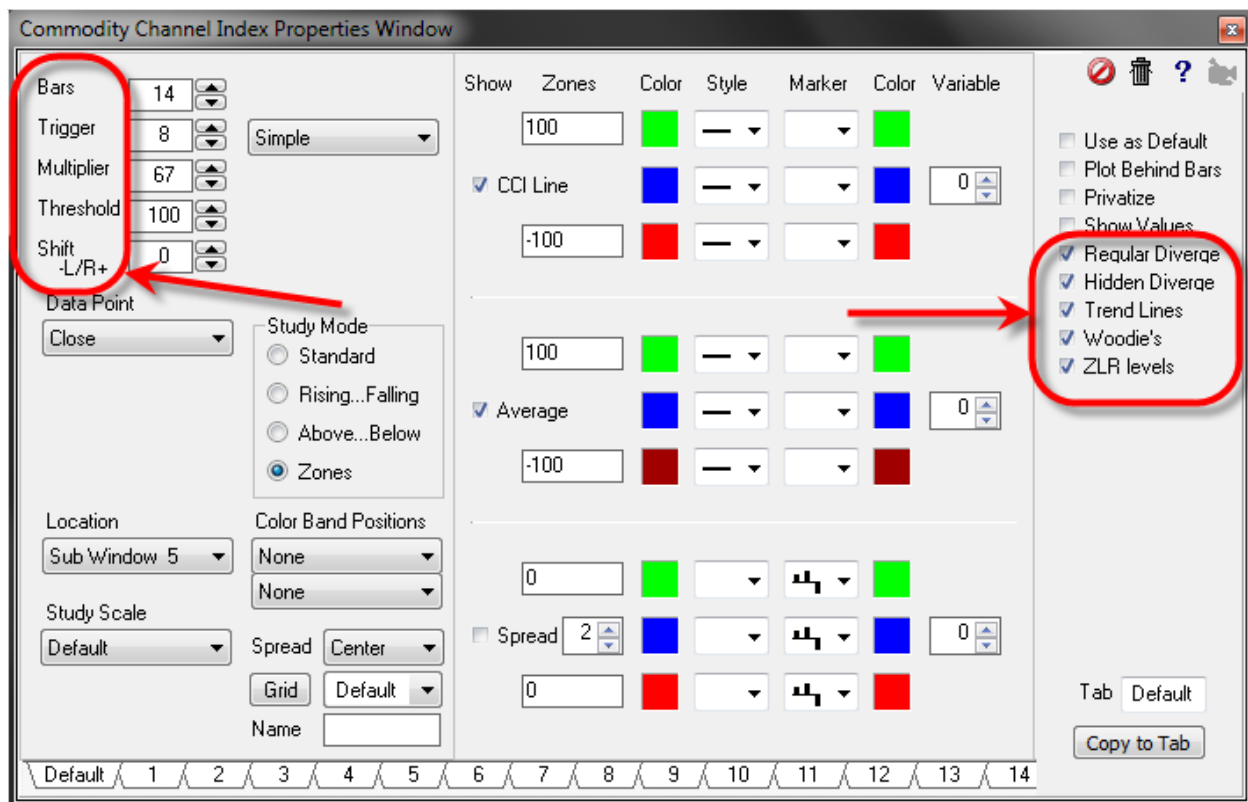 Commodity Channel Index Properties Window
Bars 14
Trigger 8 Simple
Multiplier 67
Threshold 100
Shift
-L/R+ 0
Data Point
Close
Study Mode
Standard
Rising...Falling
Above...Below
Zones
Location
Sub Window 5
Color Band Positions
None
None
Study Scale
Default
Spread Center
Grid Default
Name
Show Zones Color Style Marker Color Variable
100
CCI Line 0
-100
100
Average 0
-100
0
Spread 2 0
0
?
Use as Default
Plot Behind Bars
Privatize
Show Values
Regular Diverge
Hidden Diverge
Trend Lines
Woodie's
ZLR levels
Tab Default
Copy to Tab
Default 1 2 3 4 5 6 7 8 9 10 11 12 13 14